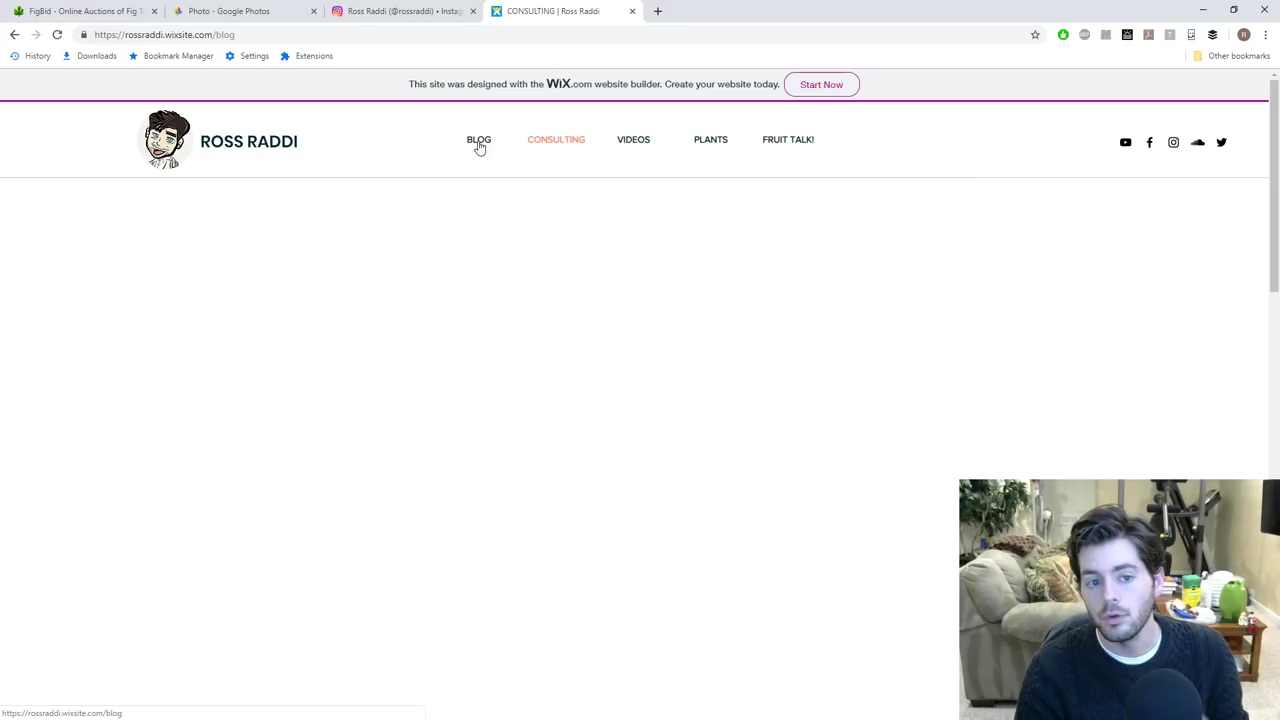 FigBid - Online Auctions of Fig T
Photo - Google Photos
Ross Raddi (@rossraddi) • Instag
CONSULTING | Ross Raddi
https://rossraddi.wixsite.com/blog
R
History
Downloads
Bookmark Manager
Settings
Extensions
Other bookmarks
This site was designed with the WiX.com website builder. Create your website today.
Start Now
ROSS RADDI
BLOG
CONSULTING
VIDEOS
PLANTS
FRUIT TALK!
https://rossraddi.wixsite.com/blog